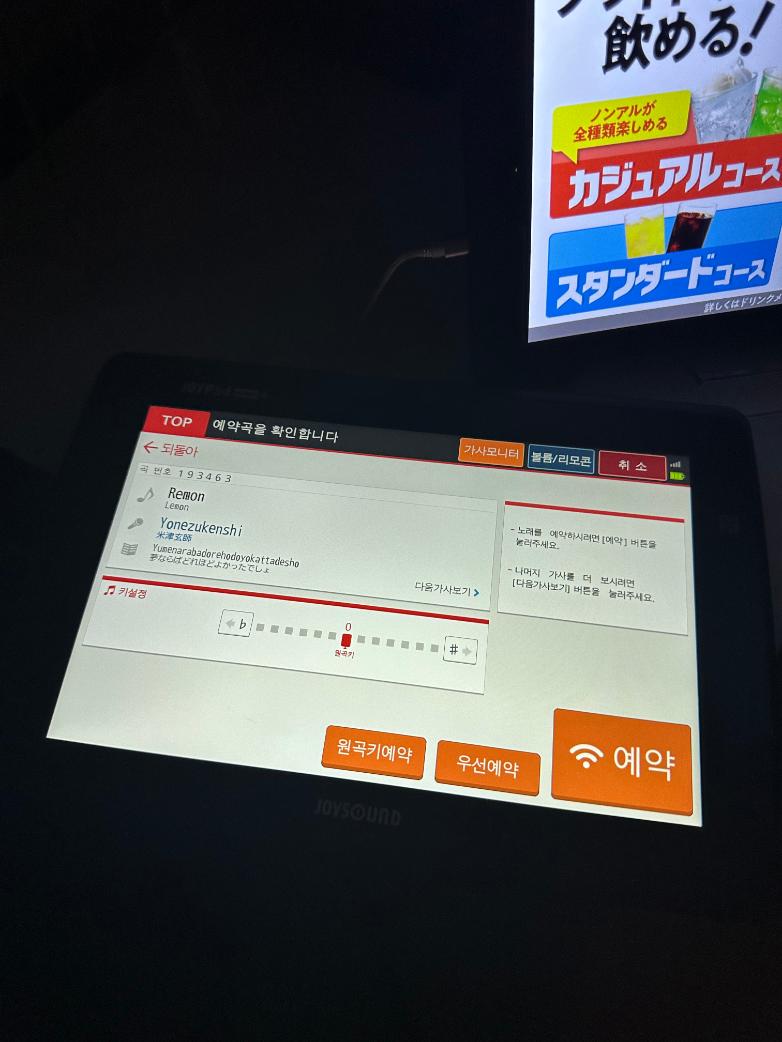 飲める!
ノンアルが
全種類楽しめる
カジュアルコース
スタンダードコース
詳しくはドリンクメ
TOP
예약곡을 확인합니다
가사모니터
볼륨/리모콘
취소
← 되돌아
곡 번호 193463
Remon
Lemon
Yonezukenshi
米津玄師
Yumenarabadorehodoyokattadesho
夢ならばどれほどよかったでしょ
다음가사보기
- 노래를 예약하시려면 [예약] 버튼을
눌러주세요.
- 나머지 가사를 더 보시려면
[다음가사보기] 버튼을 눌러주세요.
키설정
♭
0
원곡키
#
원곡키예약
우선예약
예약
JOYSOUND